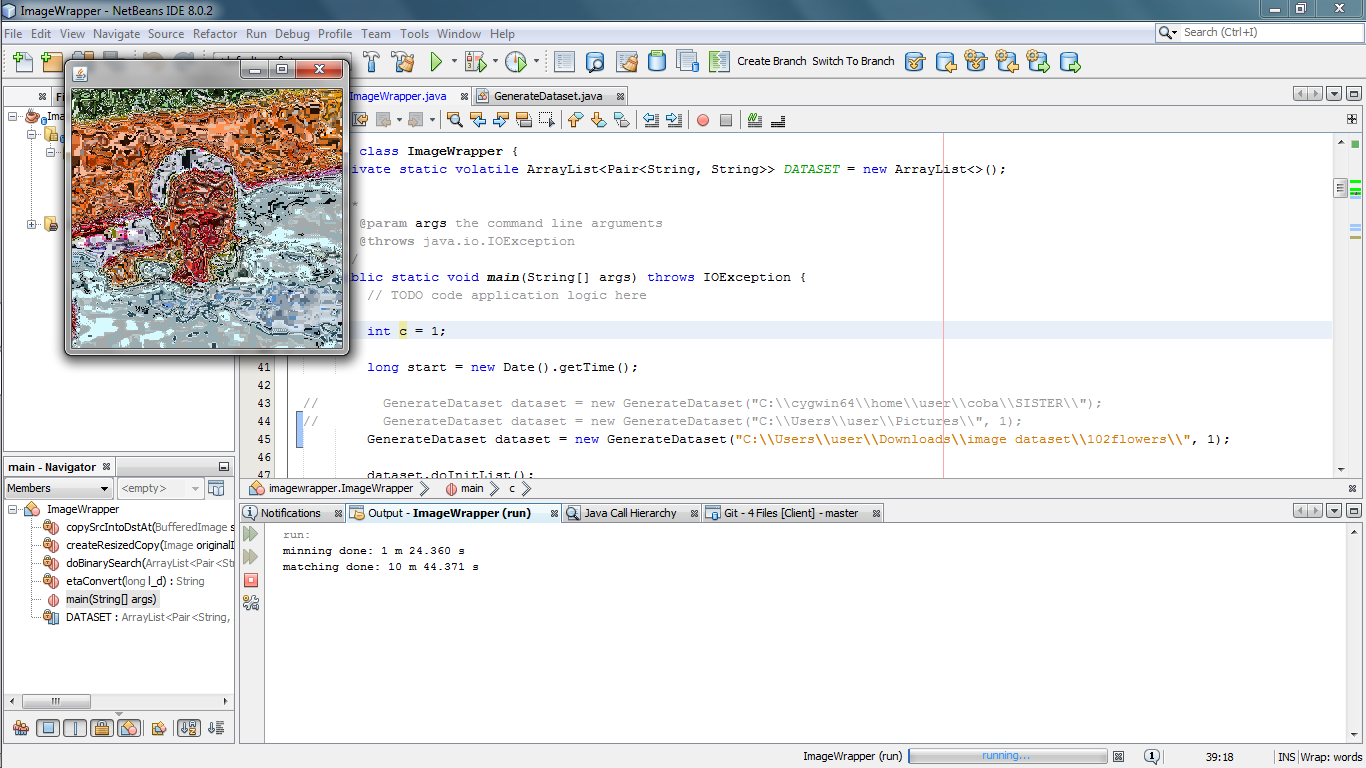 ImageWrapper - NetBeans IDE 8.0.2
File Edit View Navigate Source Refactor Run Debug Profile Team Tools Window Help
Search (Ctrl+I)
Create Branch Switch To Branch
ImageWrapper.java GenerateDataset.java
class ImageWrapper {
ivate static volatile ArrayList<Pair<String, String>> DATASET = new ArrayList<>();
*
@param args the command line arguments
@throws java.io.IOException
/
blic static void main(String[] args) throws IOException {
// TODO code application logic here
int c = 1;
41 long start = new Date().getTime();
42
43 // GenerateDataset dataset = new GenerateDataset("C:\\cygwin64\\home\\user\\coba\\SISTER\\");
44 // GenerateDataset dataset = new GenerateDataset("C:\\Users\\user\\Pictures\\", 1);
45 GenerateDataset dataset = new GenerateDataset("C:\\Users\\user\\Downloads\\image dataset\\102flowers\\", 1);
46
47 dataset.doInitList();
imagewrapper.ImageWrapper main c
main - Navigator
Members <empty>
ImageWrapper
copySrcIntoDstAt(BufferedImage s
createResizedCopy(Image originalI
doBinarySearch(ArrayList<Pair<St
etaConvert(long l_d) : String
main(String[] args)
DATASET : ArrayList<Pair<String,
Notifications Output - ImageWrapper (run) Java Call Hierarchy Git - 4 Files [Client] - master
run:
minning done: 1 m 24.360 s
matching done: 10 m 44.371 s
ImageWrapper (run) running... 39:18 INS Wrap: words